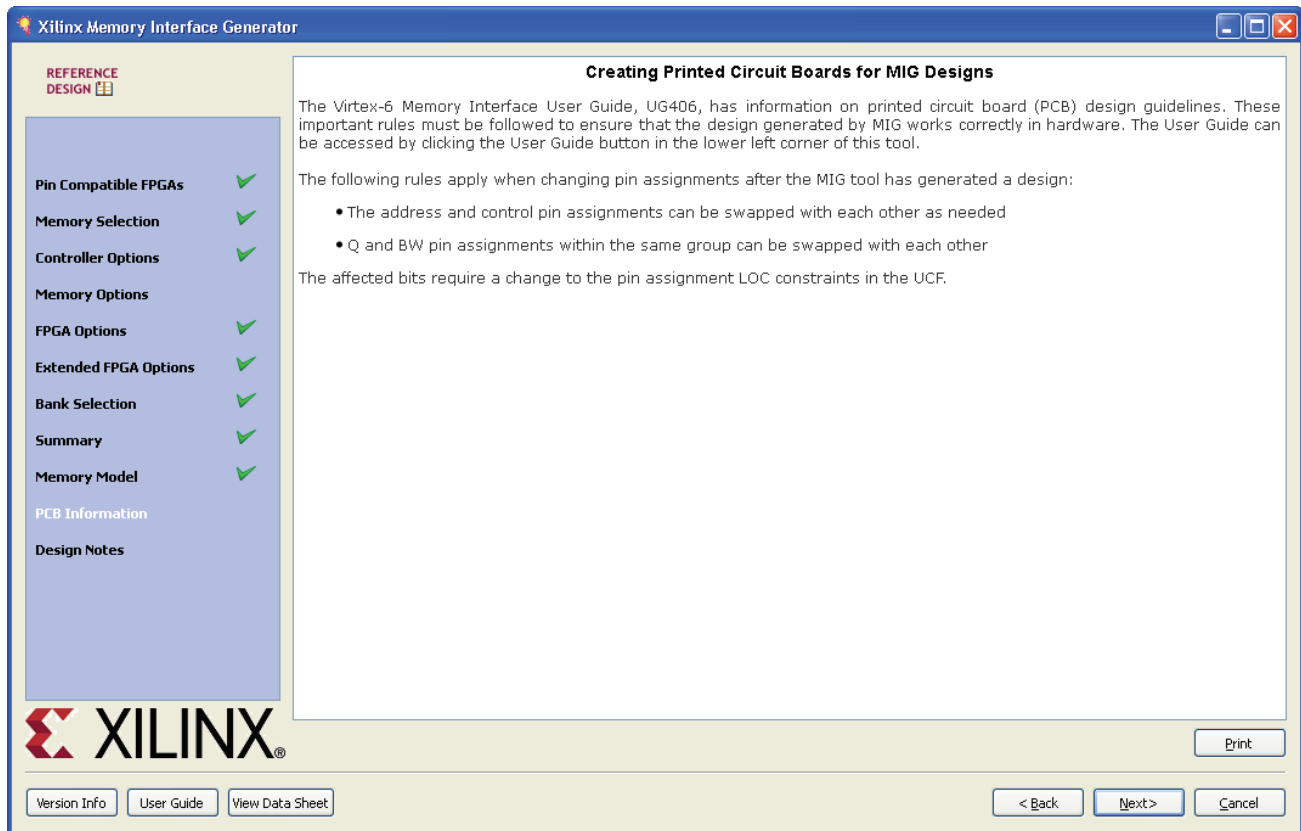 Xilinx Memory Interface Generator
REFERENCE
DESIGN
Pin Compatible FPGAs
Memory Selection
Controller Options
Memory Options
FPGA Options
Extended FPGA Options
Bank Selection
Summary
Memory Model
PCB Information
Design Notes
XILINX®
Creating Printed Circuit Boards for MIG Designs
The Virtex-6 Memory Interface User Guide, UG406, has information on printed circuit board (PCB) design guidelines. These
important rules must be followed to ensure that the design generated by MIG works correctly in hardware. The User Guide can
be accessed by clicking the User Guide button in the lower left corner of this tool.
The following rules apply when changing pin assignments after the MIG tool has generated a design:
• The address and control pin assignments can be swapped with each other as needed
• Q and BW pin assignments within the same group can be swapped with each other
The affected bits require a change to the pin assignment LOC constraints in the UCF.
Print
Version Info
User Guide
View Data Sheet
< Back
Next>
Cancel